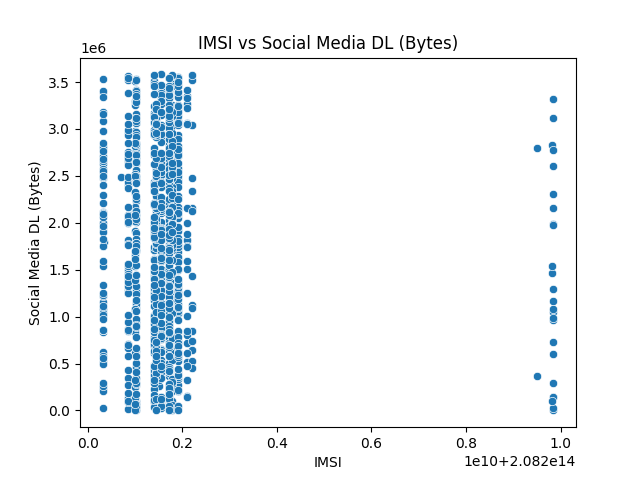 IMSI vs Social Media DL (Bytes)
1e6
3.5
3.0
2.5
2.0
1.5
1.0
0.5
0.0
Social Media DL (Bytes)
0.0 0.2 0.4 0.6 0.8 1.0
IMSI
1e10+2.082e14